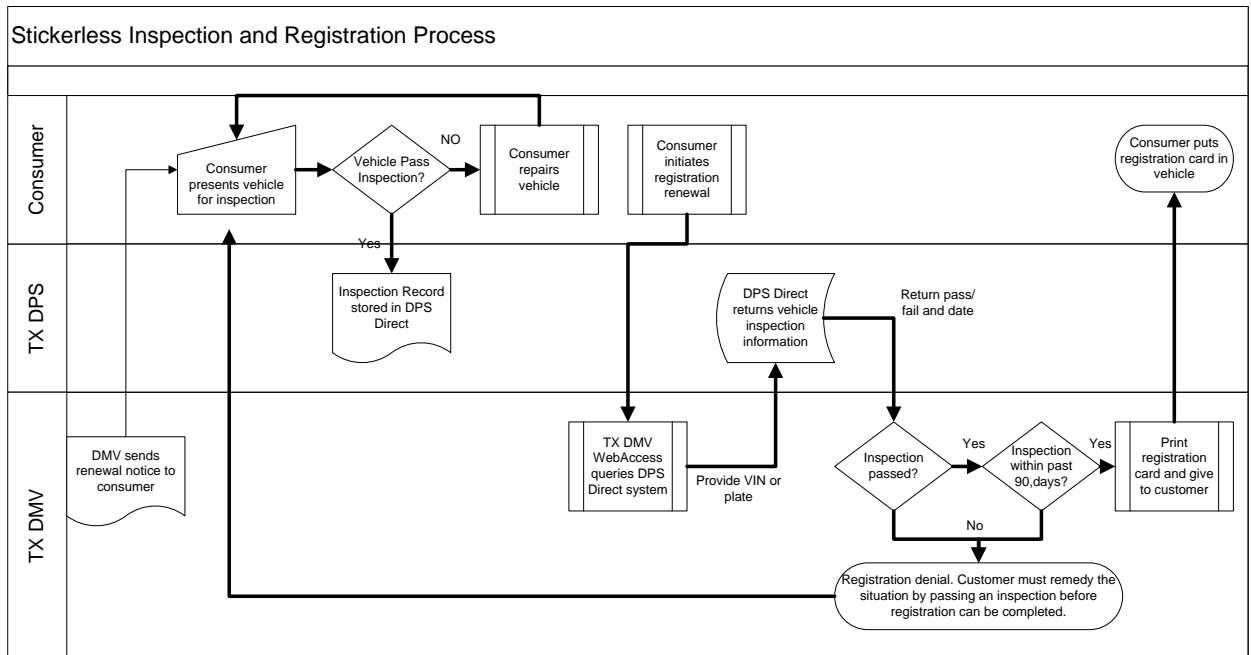 Stickerless Inspection and Registration Process
Consumer
Consumer
presents vehicle
for inspection
Vehicle Pass
Inspection?
NO
Yes
Consumer
repairs
vehicle
Consumer
initiates
registration
renewal
Consumer puts
registration card in
vehicle
TX DPS
Inspection Record
stored in DPS
Direct
DPS Direct
returns vehicle
inspection
information
Return pass/
fail and date
TX DMV
DMV sends
renewal notice to
consumer
TX DMV
WebAccess
queries DPS
Direct system
Provide VIN or
plate
Inspection
passed?
Yes
Inspection
within past
90,days?
Yes
Print
registration
card and give
to customer
No
Registration denial. Customer must remedy the
situation by passing an inspection before
registration can be completed.